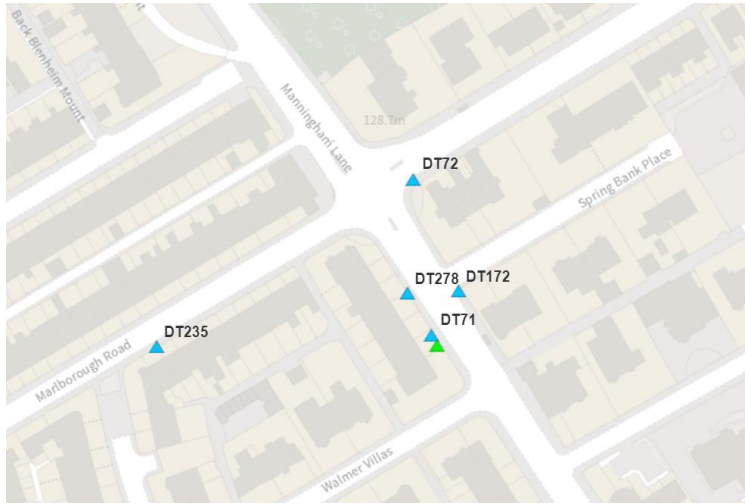 Back Blenheim Mount
Manningham Lane
128.7m
DT72
Spring Bank Place
DT278
DT172
DT71
DT235
Marlborough Road
Walmer Villas